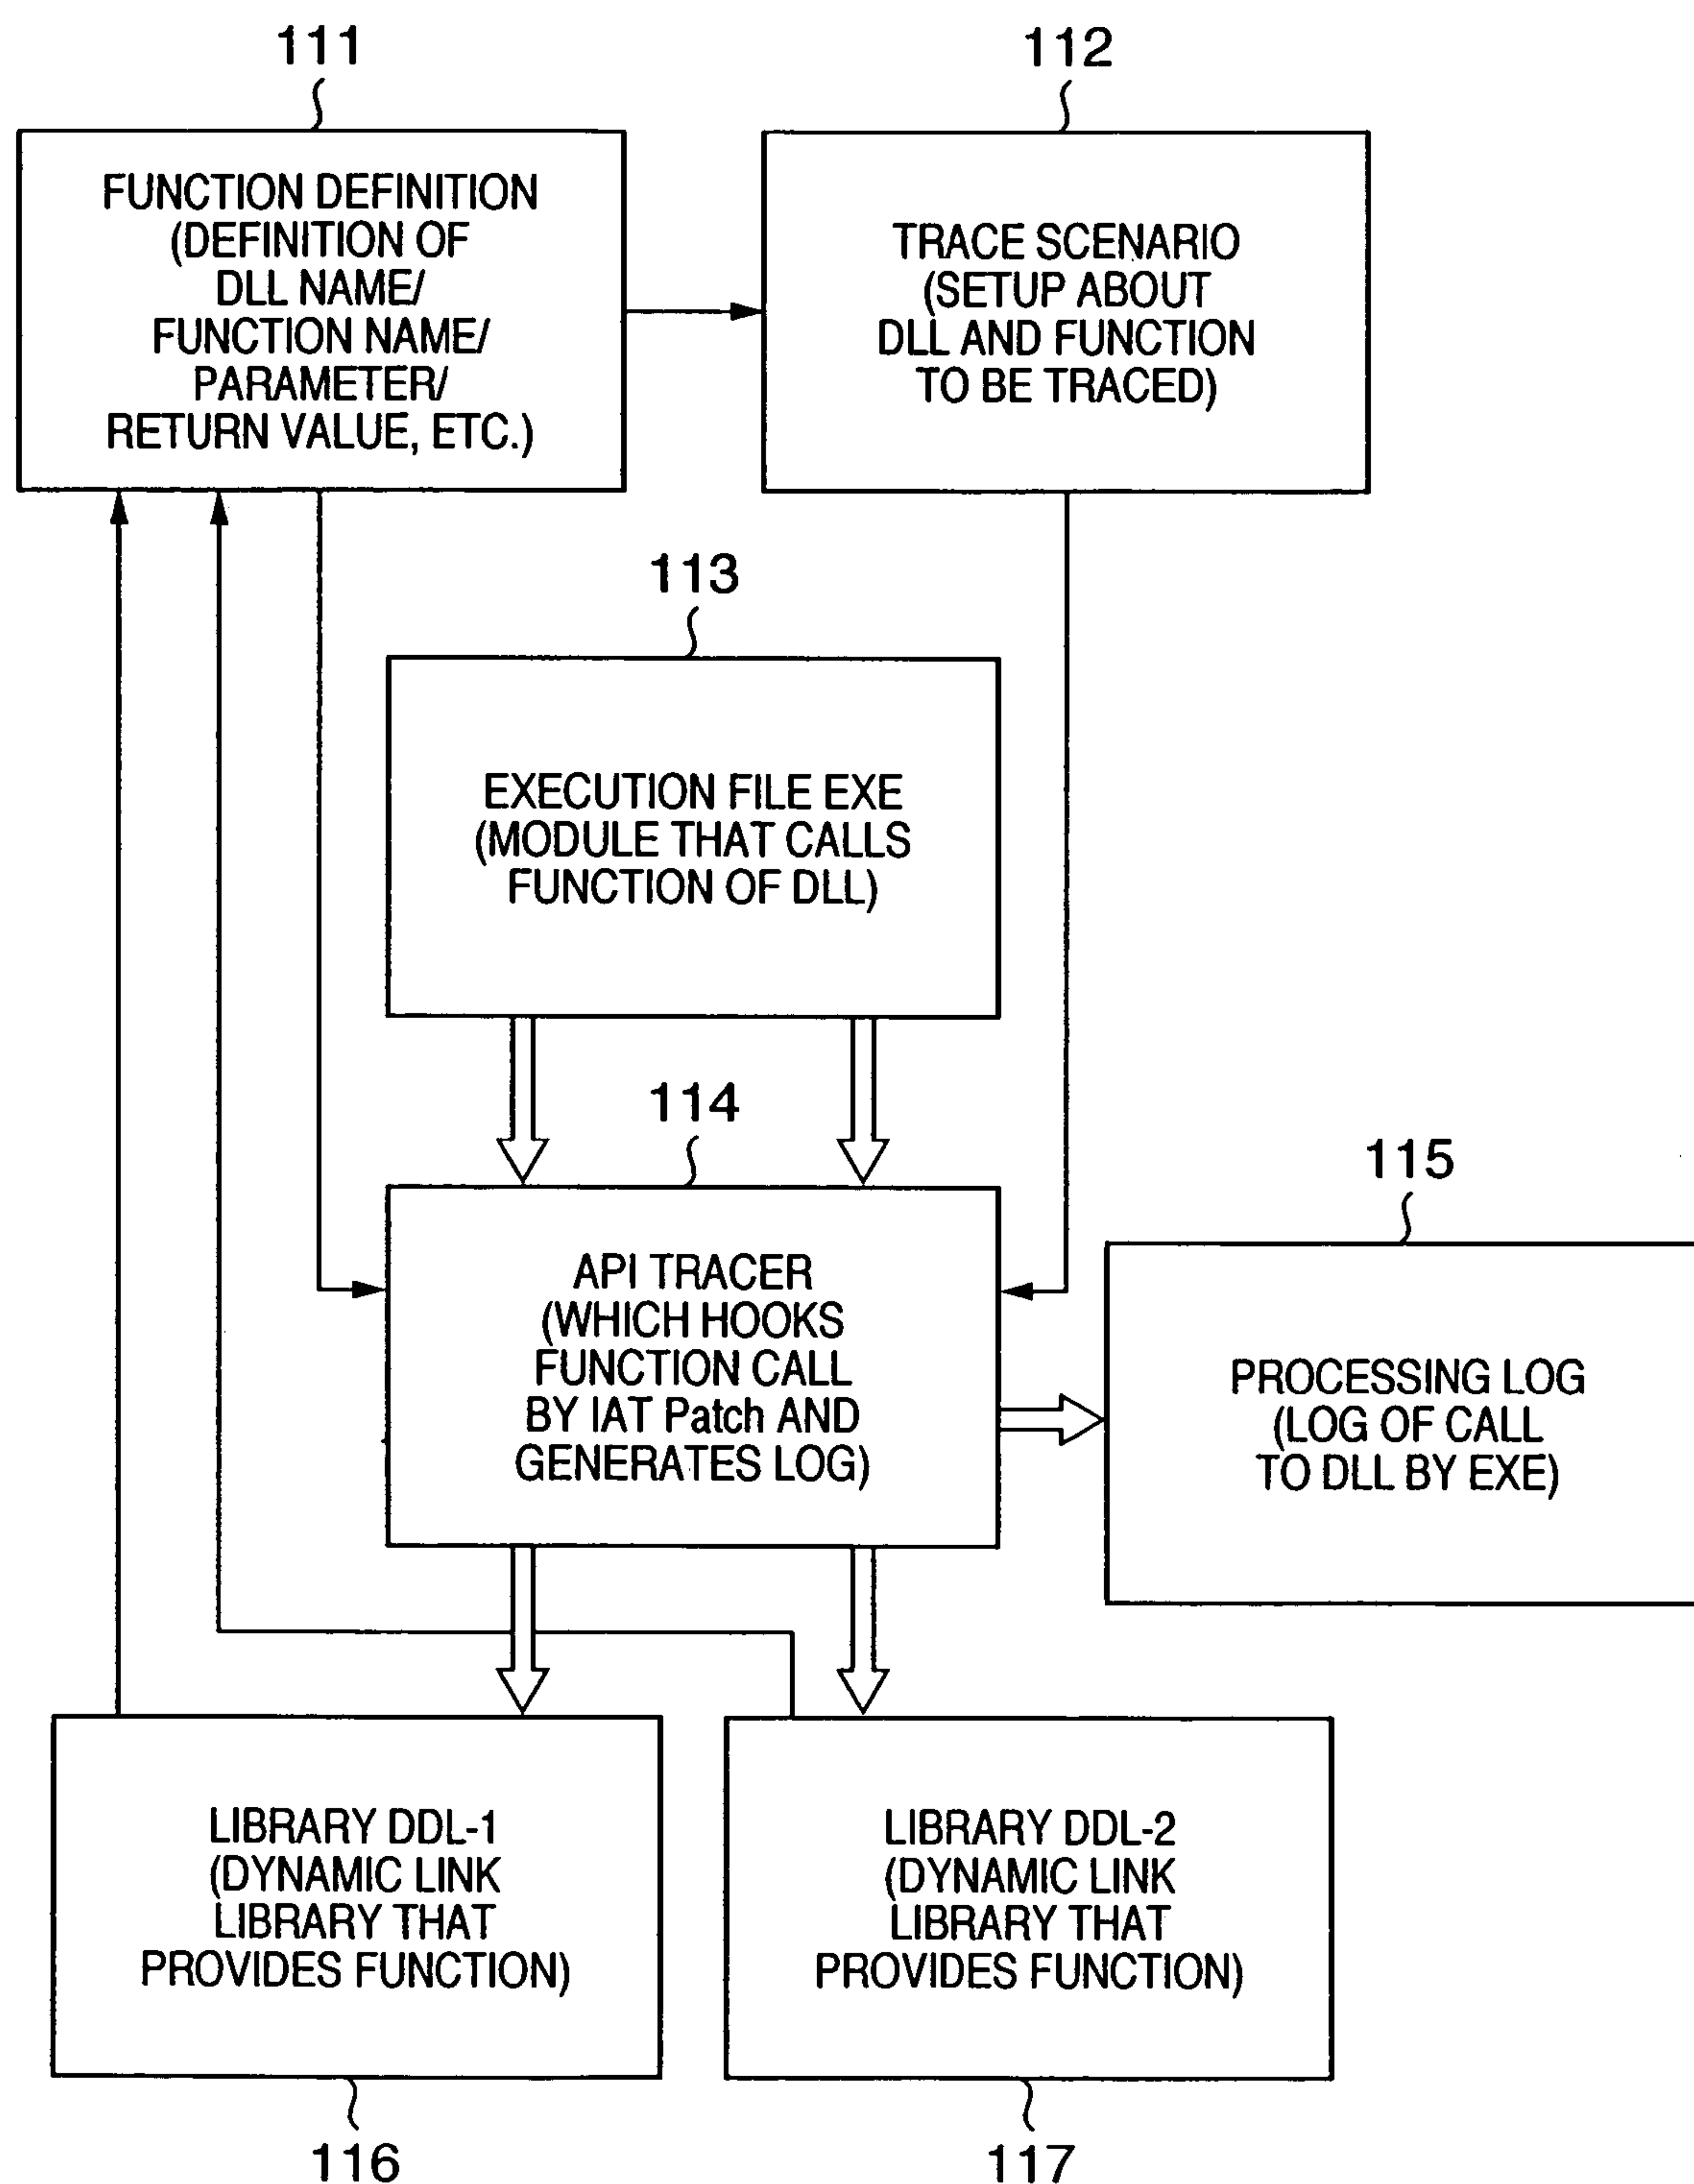 111
FUNCTION DEFINITION
(DEFINITION OF
DLL NAME/
FUNCTION NAME/
PARAMETER/
RETURN VALUE, ETC.)
112
TRACE SCENARIO
(SETUP ABOUT
DLL AND FUNCTION
TO BE TRACED)
113
EXECUTION FILE EXE
(MODULE THAT CALLS
FUNCTION OF DLL)
114
API TRACER
(WHICH HOOKS
FUNCTION CALL
BY IAT Patch AND
GENERATES LOG)
115
PROCESSING LOG
(LOG OF CALL
TO DLL BY EXE)
LIBRARY DDL-1
(DYNAMIC LINK
LIBRARY THAT
PROVIDES FUNCTION)
116
LIBRARY DDL-2
(DYNAMIC LINK
LIBRARY THAT
PROVIDES FUNCTION)
117